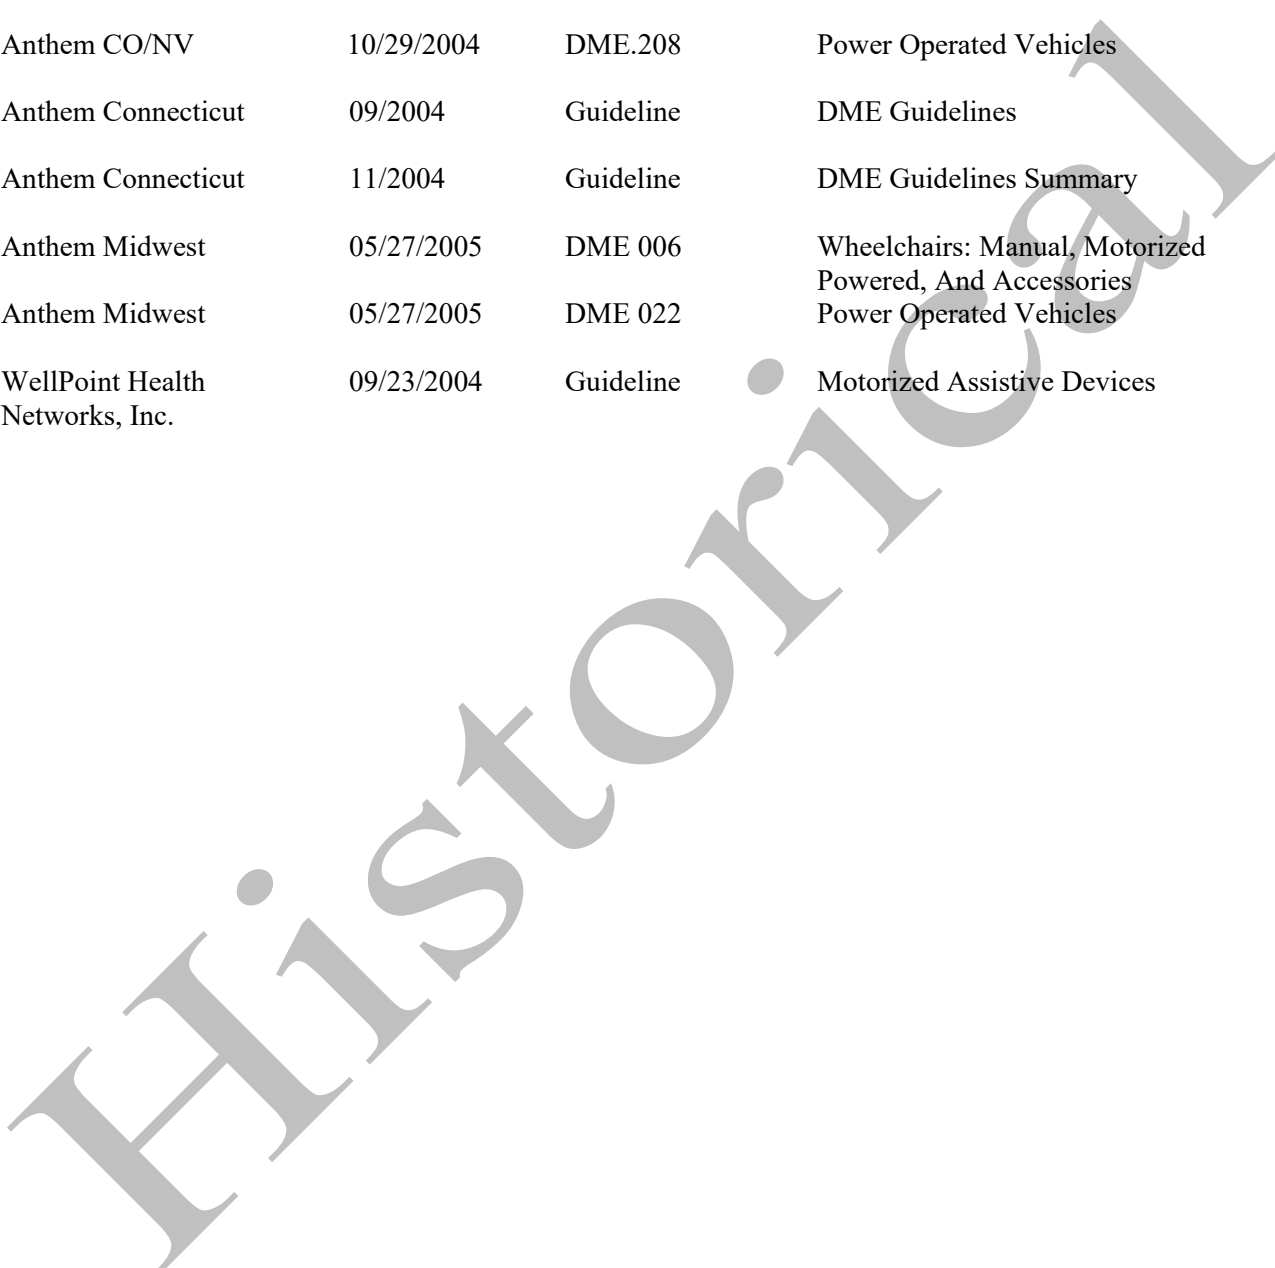 Anthem CO/NV 10/29/2004 DME.208 Power Operated Vehicles
Anthem Connecticut 09/2004 Guideline DME Guidelines
Anthem Connecticut 11/2004 Guideline DME Guidelines Summary
Anthem Midwest 05/27/2005 DME 006 Wheelchairs: Manual, Motorized
Powered, And Accessories
Anthem Midwest 05/27/2005 DME 022 Power Operated Vehicles
WellPoint Health 09/23/2004 Guideline Motorized Assistive Devices
Networks, Inc.
Historical